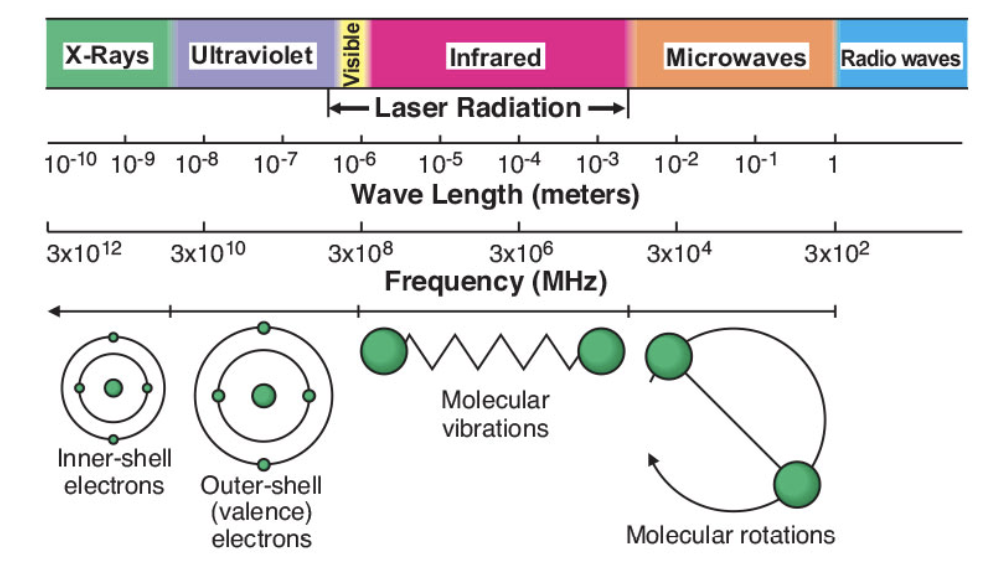 X-Rays Ultraviolet Visible Infrared Microwaves Radio waves
Laser Radiation
10⁻¹⁰ 10⁻⁹ 10⁻⁸ 10⁻⁷ 10⁻⁶ 10⁻⁵ 10⁻⁴ 10⁻³ 10⁻² 10⁻¹ 1
Wave Length (meters)
3x10¹² 3x10¹⁰ 3x10⁸ 3x10⁶ 3x10⁴ 3x10²
Frequency (MHz)
Inner-shell
electrons
Outer-shell
(valence)
electrons
Molecular
vibrations
Molecular rotations